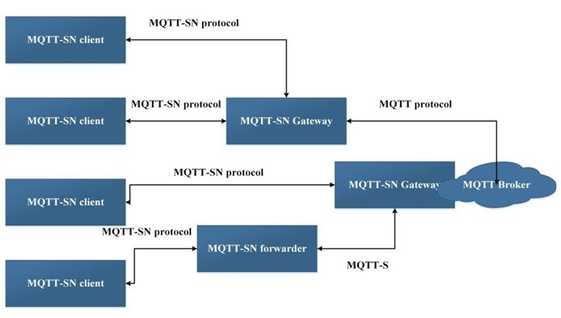 MQTT-SN protocol
MQTT-SN client
MQTT-SN client
MQTT-SN protocol
MQTT-SN Gateway
MQTT protocol
MQTT-SN protocol
MQTT-SN client
MQTT-SN Gateway
MQTT Broker
MQTT-SN protocol
MQTT-SN forwarder
MQTT-S
MQTT-SN client